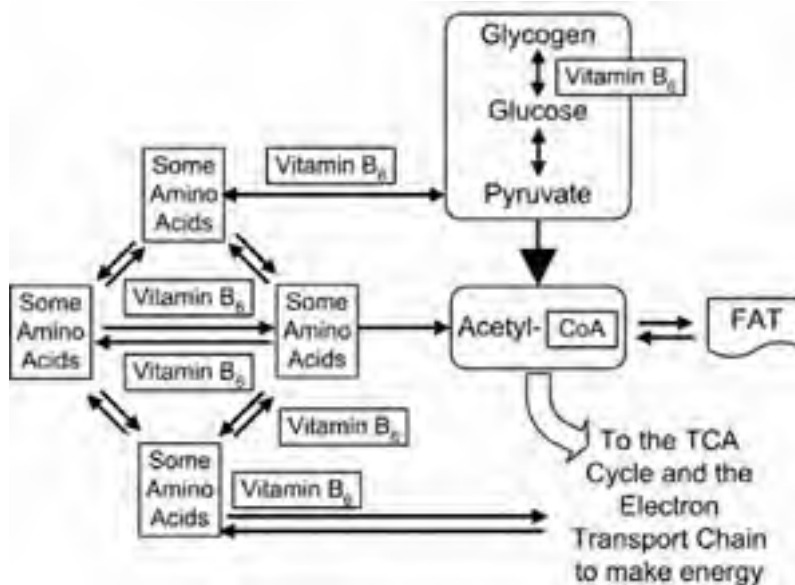 Glycogen
Vitamin B₆
Glucose
Pyruvate
Some
Amino
Acids
Vitamin B₆
Some
Amino
Acids
Vitamin B₆
Vitamin B₆
Some
Amino
Acids
Acetyl- CoA
FAT
Vitamin B₆
Some
Amino
Acids
Vitamin B₆
To the TCA
Cycle and the
Electron
Transport Chain
to make energy